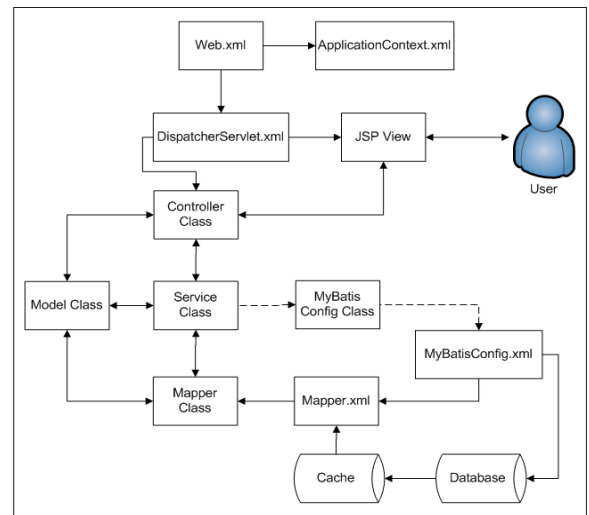 Web.xml
ApplicationContext.xml
DispatcherServlet.xml
JSP View
User
Controller
Class
Model Class
Service
Class
MyBatis
Config Class
MyBatisConfig.xml
Mapper
Class
Mapper.xml
Cache
Database